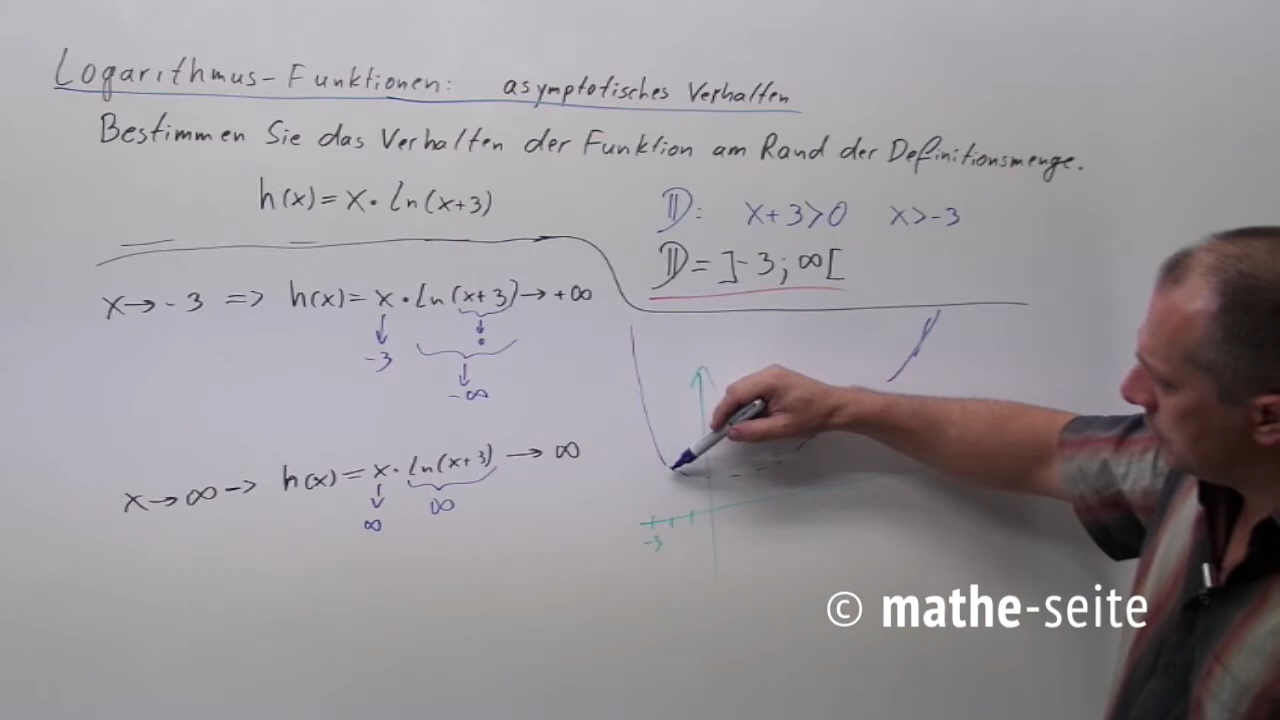 Logarithmus-Funktionen: asymptotisches Verhalten
Bestimmen Sie das Verhalten der Funktion am Rand der Definitionsmenge.
h(x)=x·ln(x+3)
𝔻: x+3>0 x>-3
𝔻=]-3;∞[
x→-3 => h(x)=x·ln(x+3)→+∞
-3
-∞
x→∞→ h(x)=x·ln(x+3)→∞
∞ ∞
-3
© mathe-seite